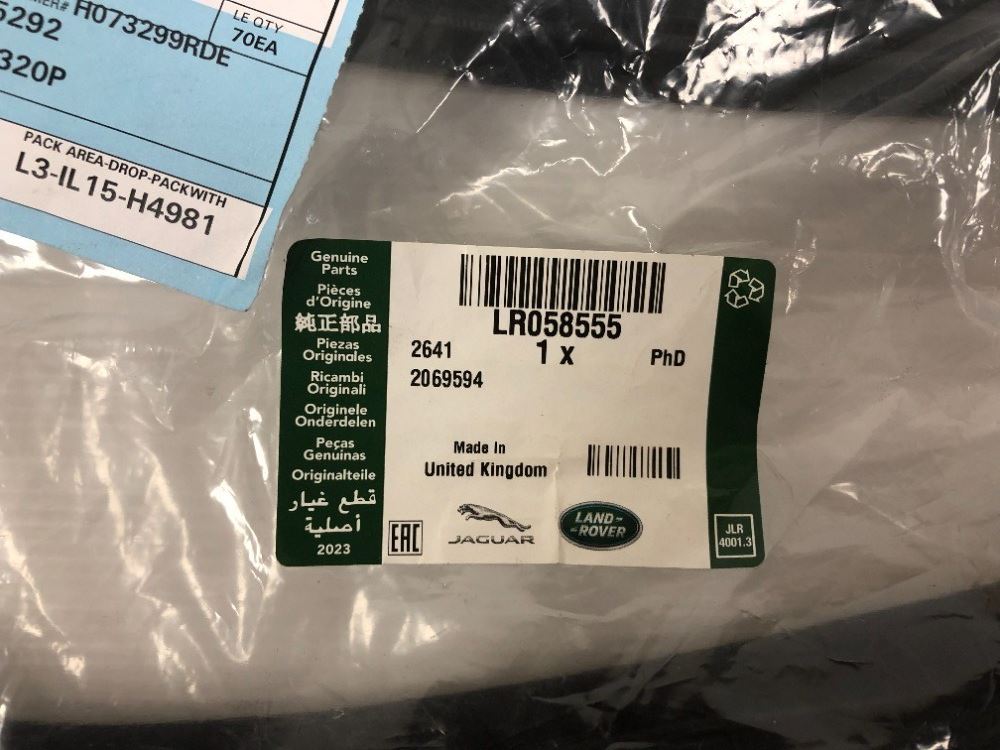 H073299RDE
LE QTY
70EA
5292
320P
PACK AREA-DROP-PACKWITH
L3-IL15-H4981
Genuine
Parts
Pièces
d'Origine
純正部品
Piezas
Originales
Ricambi
Originali
Originele
Onderdelen
Peças
Genuinas
Originalteile
قطع غيار
أصلية
2023
LR058555
2641
1 x
PhD
2069594
Made In
United Kingdom
EAC
JAGUAR
LAND-
-ROVER
JLR
4001.3